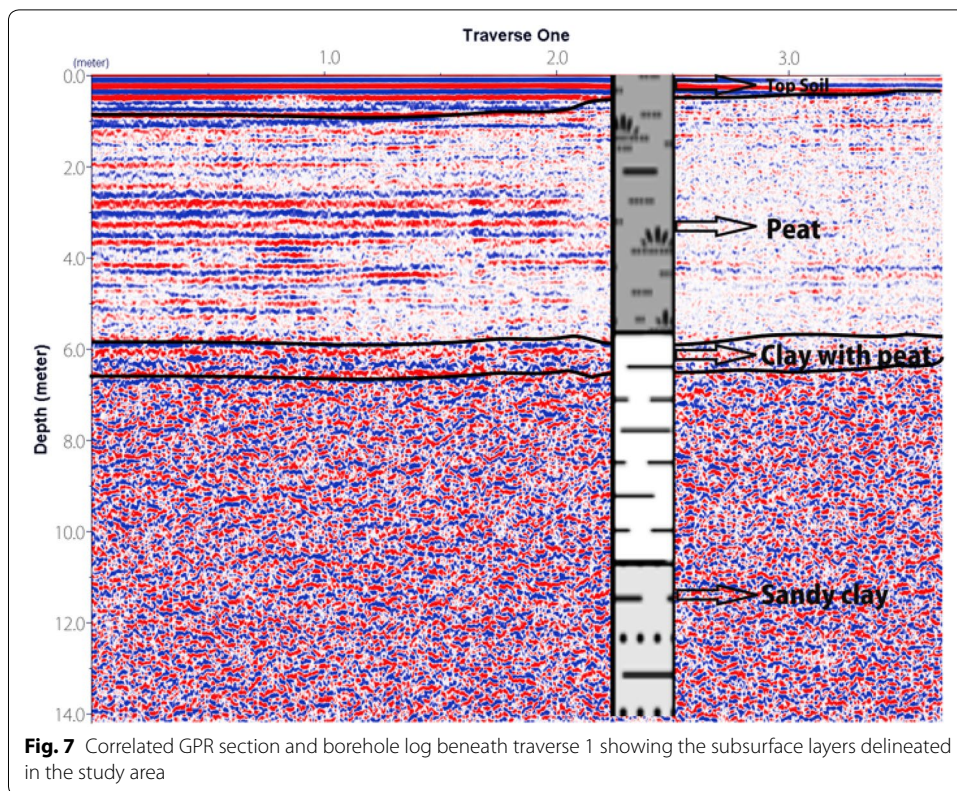 Traverse One
(meter)
1.0 2.0 3.0
0.0
Top Soil
2.0
Peat
4.0
6.0
Clay with peat
Depth (meter)
8.0
10.0
Sandy clay
12.0
14.0
Fig. 7 Correlated GPR section and borehole log beneath traverse 1 showing the subsurface layers delineated
in the study area